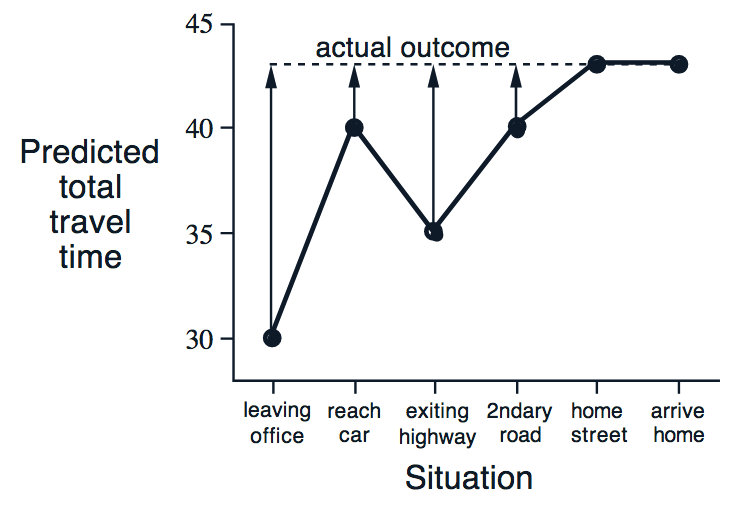 45
actual outcome
40
Predicted
total
travel
time
35
30
leaving reach exiting 2ndary home arrive
office car highway road street home
Situation